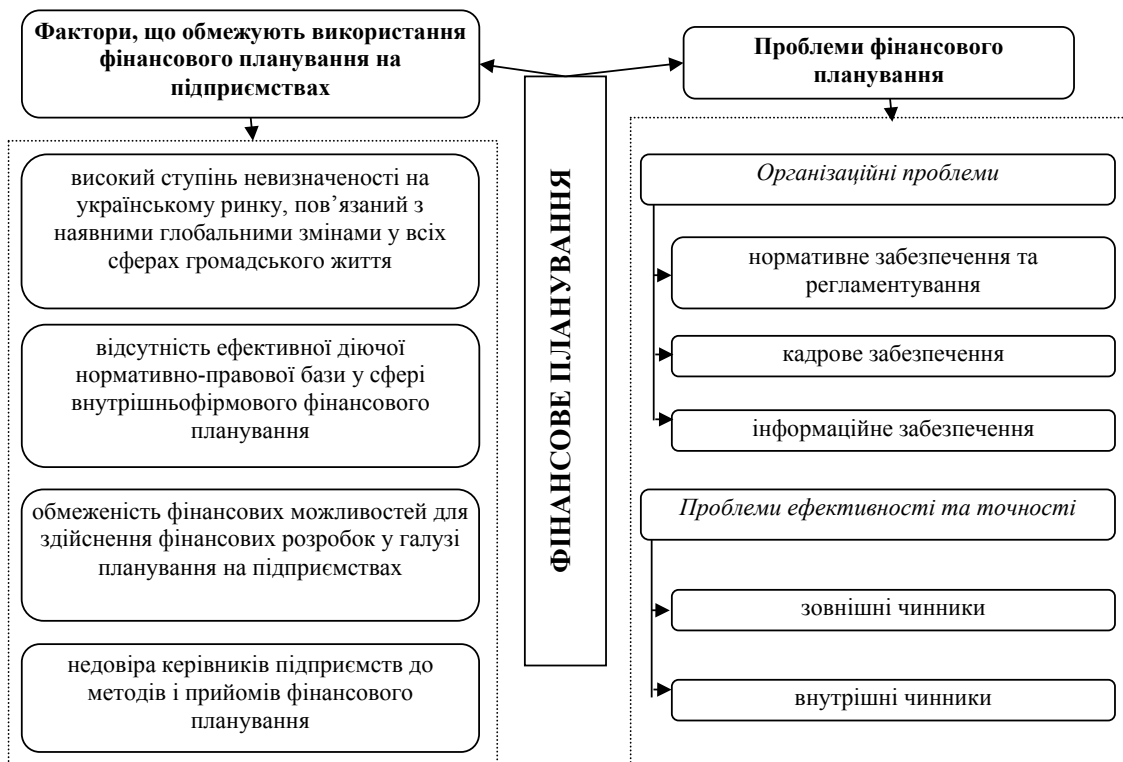 Фактори, що обмежують використання
фінансового планування на
підприємствах
високий ступінь невизначеності на
українському ринку, пов’язаний з
наявними глобальними змінами у всіх
сферах громадського життя
відсутність ефективної діючої
нормативно-правової бази у сфері
внутрішньофірмового фінансового
планування
обмеженість фінансових можливостей для
здійснення фінансових розробок у галузі
планування на підприємствах
недовіра керівників підприємств до
методів і прийомів фінансового
планування
ФІНАНСОВЕ ПЛАНУВАННЯ
Проблеми фінансового
планування
Організаційні проблеми
нормативне забезпечення та
регламентування
кадрове забезпечення
інформаційне забезпечення
Проблеми ефективності та точності
зовнішні чинники
внутрішні чинники